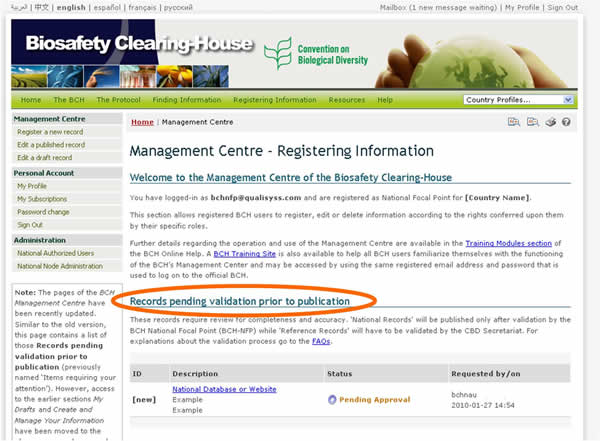 العربية | 中文 | english | español | français | русский
Mailbox (1 new message waiting) | My Profile | Sign Out
Biosafety Clearing-House
Convention on
Biological Diversity
Home The BCH The Protocol Finding Information Registering Information Resources Help Country Profiles...
Management Centre
Register a new record
Edit a published record
Edit a draft record
Personal Account
My Profile
My Subscriptions
Password change
Sign Out
Administration
National Authorized Users
National Node Administration
Note: The pages of the BCH
Management Centre have
been recently updated.
Similar to the old version,
this page contains a list of
those Records pending
validation prior to
publication (previously
named 'Items requiring your
attention'). However, access
to the earlier sections My
Drafts and Create and
Manage Your Information
have been moved to the
Home | Management Centre
Management Centre - Registering Information
Welcome to the Management Centre of the Biosafety Clearing-House
You have logged-in as bchnfp@qualisyss.com and are registered as National Focal Point for [Country Name].
This section allows registered BCH users to register, edit or delete information according to the rights conferred upon them
by their specific roles.
Further details regarding the operation and use of the Management Centre are available in the Training Modules section
of the BCH Online Help. A BCH Training Site is also available to help all BCH users familiarize themselves with the functioning
of the BCH's Management Center and may be accessed by using the same registered email address and password that is
used to log on to the official BCH.
Records pending validation prior to publication
These records require review for completeness and accuracy. 'National Records' will be published only after validation by the
BCH National Focal Point (BCH-NFP) while 'Reference Records' will have to be validated by the CBD Secretariat. For
explanations about the validation process go to the FAQs.
ID Description Status Requested by/on
[new] National Database or Website
Example
Example
Pending Approval
bchnau
2010-01-27 14:54